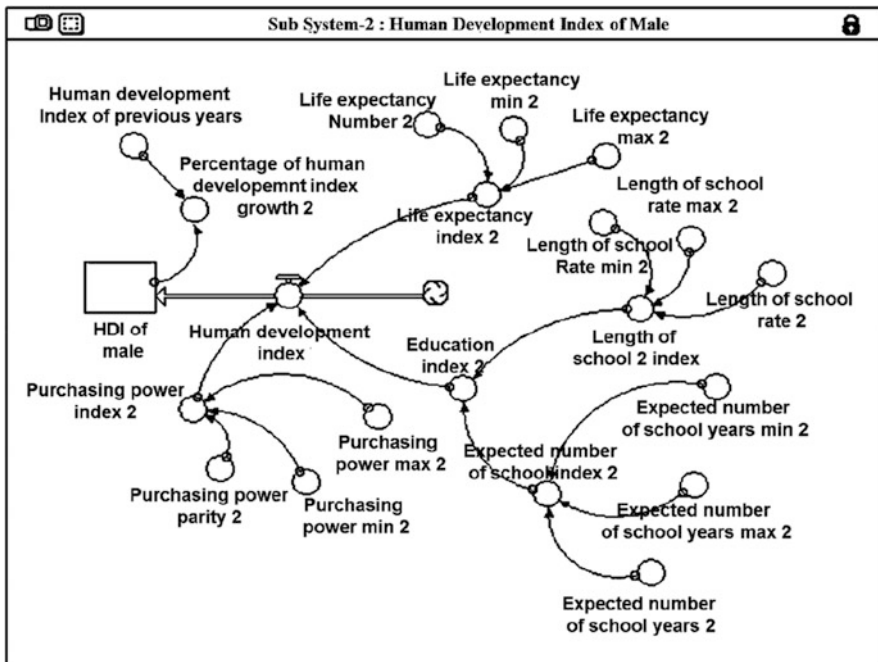 Sub System-2 : Human Development Index of Male
Human development
Index of previous years
Percentage of human
developemnt index
growth 2
Life expectancy
Number 2
Life expectancy
min 2
Life expectancy
max 2
Life expectancy
index 2
Length of school
rate max 2
Length of school
Rate min 2
Length of school
rate 2
Length of
school 2 index
HDI of
male
Human development
index
Education
index 2
Purchasing power
index 2
Purchasing
power max 2
Purchasing power
parity 2
Purchasing
power min 2
Expected number
of school index 2
Expected number
of school years min 2
Expected number
of school years max 2
Expected number
of school years 2